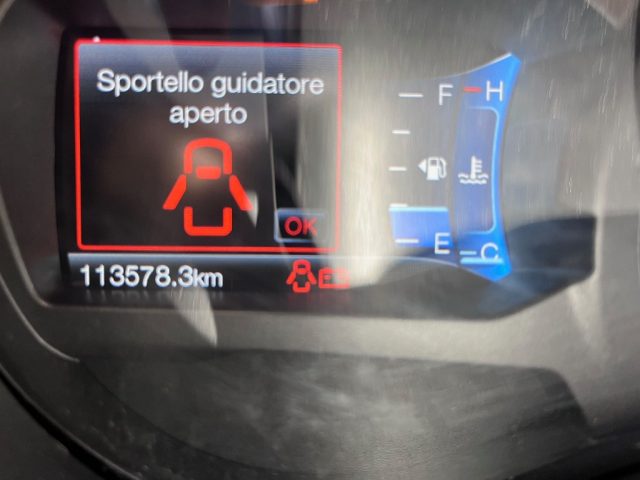 Sportello guidatore
aperto
OK
113578.3km
F
H
E
C